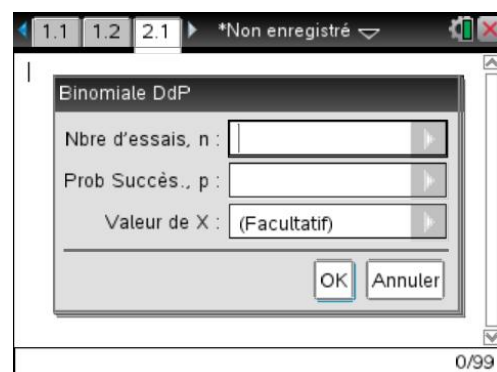 1.1 1.2 2.1 *Non enregistré
Binomiale DdP
Nbre d'essais, n :
Prob Succès., p :
Valeur de X : (Facultatif)
OK Annuler
0/99